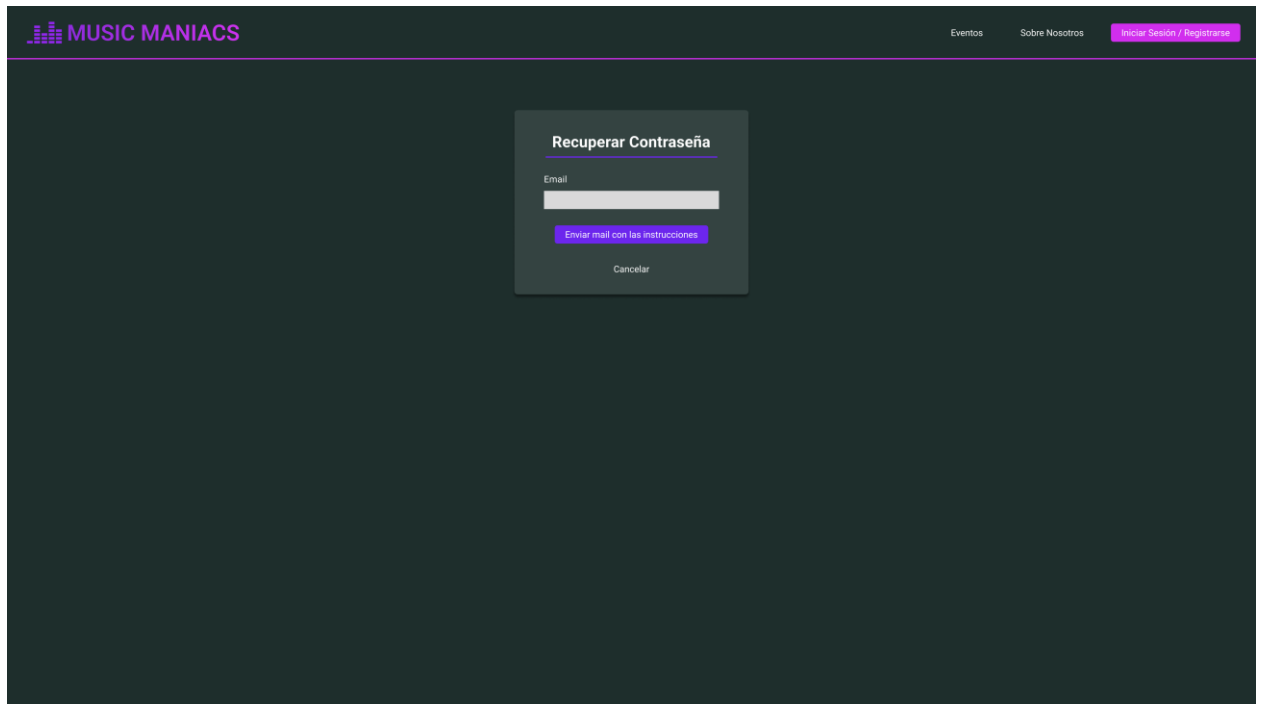 MUSIC MANIACS
Eventos
Sobre Nosotros
Iniciar Sesión / Registrarse
Recuperar Contraseña
Email
Enviar mail con las instrucciones
Cancelar